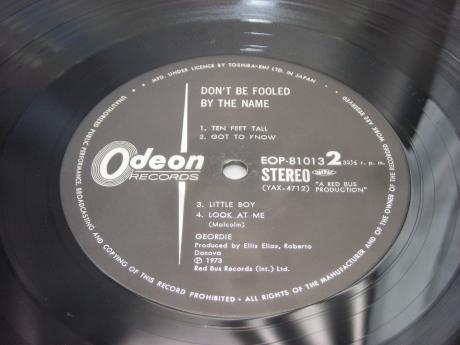 MFD. UNDER LICENCE BY TOSHIBA-EMI LTD. IN JAPAN
DON'T BE FOOLED
BY THE NAME
1. TEN FEET TALL
2. GOT TO KNOW
Odeon
RECORDS
EOP-81013 2 33⅓ r. p. m.
STEREO
(YAX-4712)
"A RED BUS
PRODUCTION"
3. LITTLE BOY
4. LOOK AT ME
(Malcolm)
GEORDIE
Produced by Ellis Elias, Roberto
Danova
Ⓟ 1973
Red Bus Records (Int.) Ltd.
UNAUTHORIZED PUBLIC PERFORMANCE, BROADCASTING AND COPYING OF THIS RECORD PROHIBITED • ALL RIGHTS OF THE MANUFACTURER AND OF THE OWNER OF THE RECORDED WORK ARE RESERVED